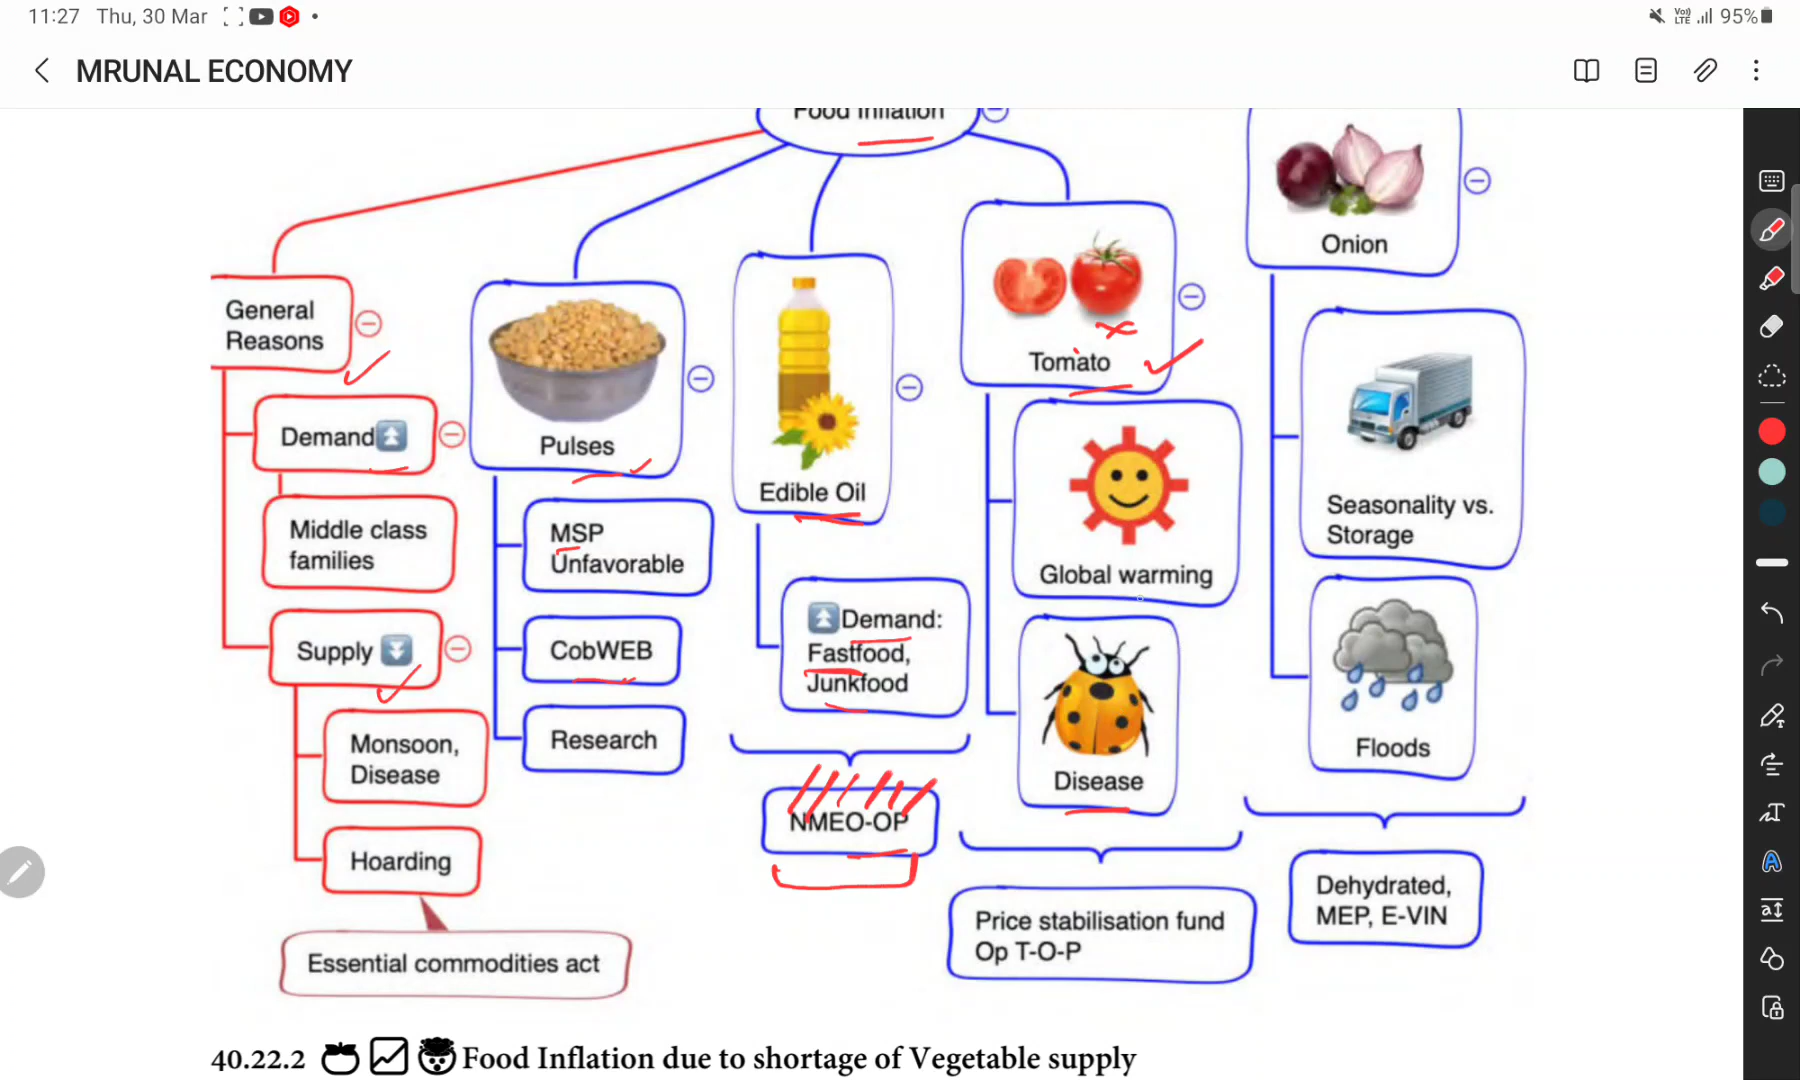 11:27 Thu, 30 Mar
95%
MRUNAL ECONOMY
Food Inflation
General
Reasons
Demand
Middle class
families
Supply
Monsoon,
Disease
Hoarding
Essential commodities act
Pulses
MSP
Unfavorable
CobWEB
Research
Edible Oil
Demand:
Fastfood,
Junkfood
NMEO-OP
Tomato
Global warming
Disease
Price stabilisation fund
Op T-O-P
Onion
Seasonality vs.
Storage
Floods
Dehydrated,
MEP, E-VIN
40.22.2 Food Inflation due to shortage of Vegetable supply